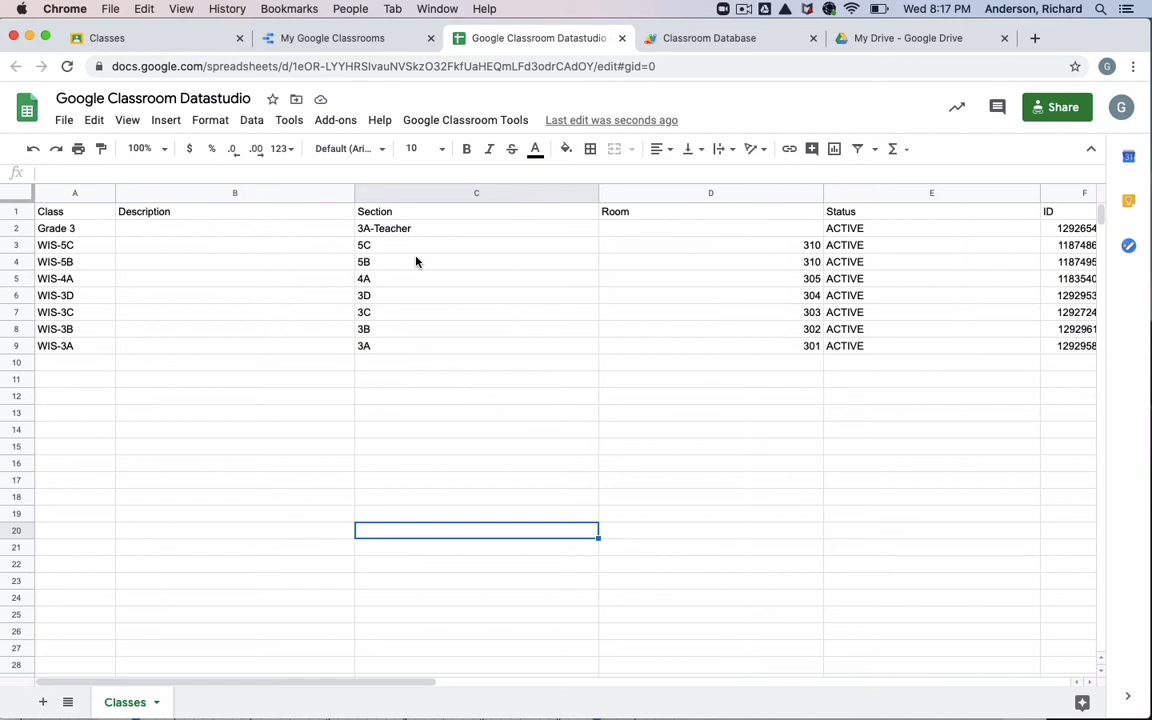 Chrome File Edit View History Bookmarks People Tab Window Help Wed 8:17 PM Anderson, Richard
Classes My Google Classrooms Google Classroom Datastudio Classroom Database My Drive - Google Drive
docs.google.com/spreadsheets/d/1eOR-LYYHRSlvauNVSkzO32FkfUaHEQmLFd3odrCAdOY/edit#gid=0 G
Google Classroom Datastudio
Share G
File Edit View Insert Format Data Tools Add-ons Help Google Classroom Tools Last edit was seconds ago
100% $ % .0 .00 123 Default (Ari... 10 B I S A
fx
A B C D E F
1 Class Description Section Room Status ID
2 Grade 3 3A-Teacher ACTIVE 1292654
3 WIS-5C 5C 310 ACTIVE 1187486
4 WIS-5B 5B 310 ACTIVE 1187495
5 WIS-4A 4A 305 ACTIVE 1183540
6 WIS-3D 3D 304 ACTIVE 1292953
7 WIS-3C 3C 303 ACTIVE 1292724
8 WIS-3B 3B 302 ACTIVE 1292961
9 WIS-3A 3A 301 ACTIVE 1292958
10
11
12
13
14
15
16
17
18
19
20
21
22
23
24
25
26
27
28
Classes